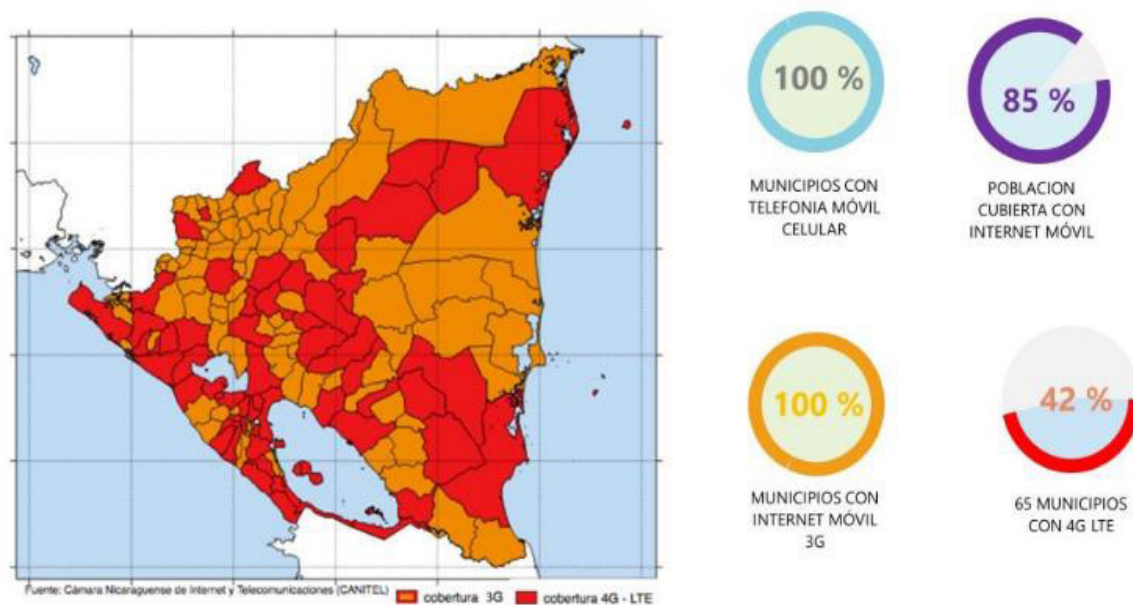 100 %
MUNICIPIOS CON
TELEFONIA MÓVIL
CELULAR
85 %
POBLACION
CUBIERTA CON
INTERNET MÓVIL
100 %
MUNICIPIOS CON
INTERNET MÓVIL
3G
42 %
65 MUNICIPIOS
CON 4G LTE
Fuente: Cámara Nicaraguense de Internet y Telecomunicaciones (CANITEL)
cobertura 3G
cobertura 4G - LTE